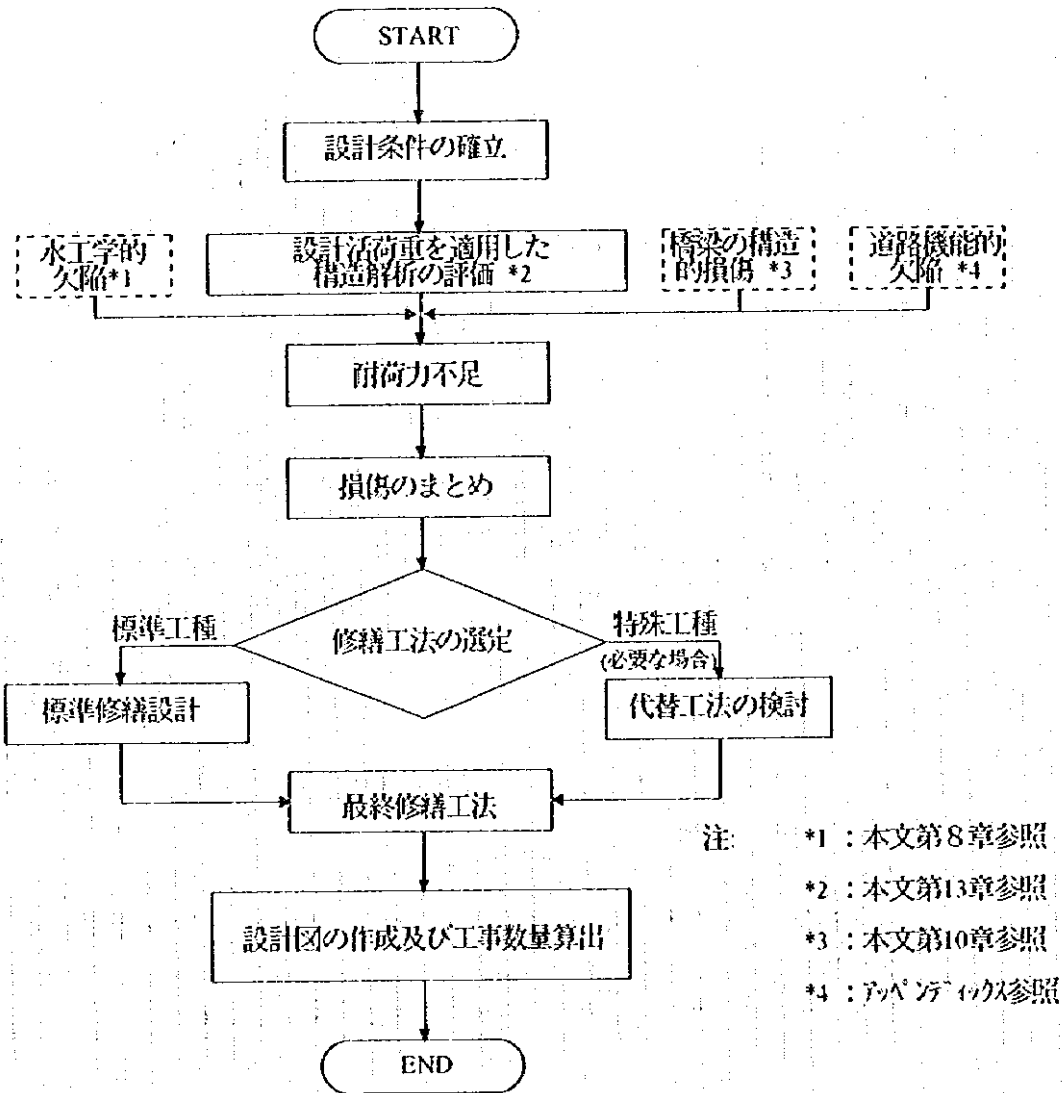 START
設計条件の確立
水工学的
欠陥*1
設計活荷重を適用した
構造解析の評価 *2
橋梁の構造
的損傷 *3
道路機能的
欠陥 *4
耐荷力不足
損傷のまとめ
標準工種
修繕工法の選定
特殊工種
(必要な場合)
標準修繕設計
代替工法の検討
最終修繕工法
設計図の作成及び工事数量算出
END
注: *1 : 本文第8章参照
*2 : 本文第13章参照
*3 : 本文第10章参照
*4 : アッペンディックス参照